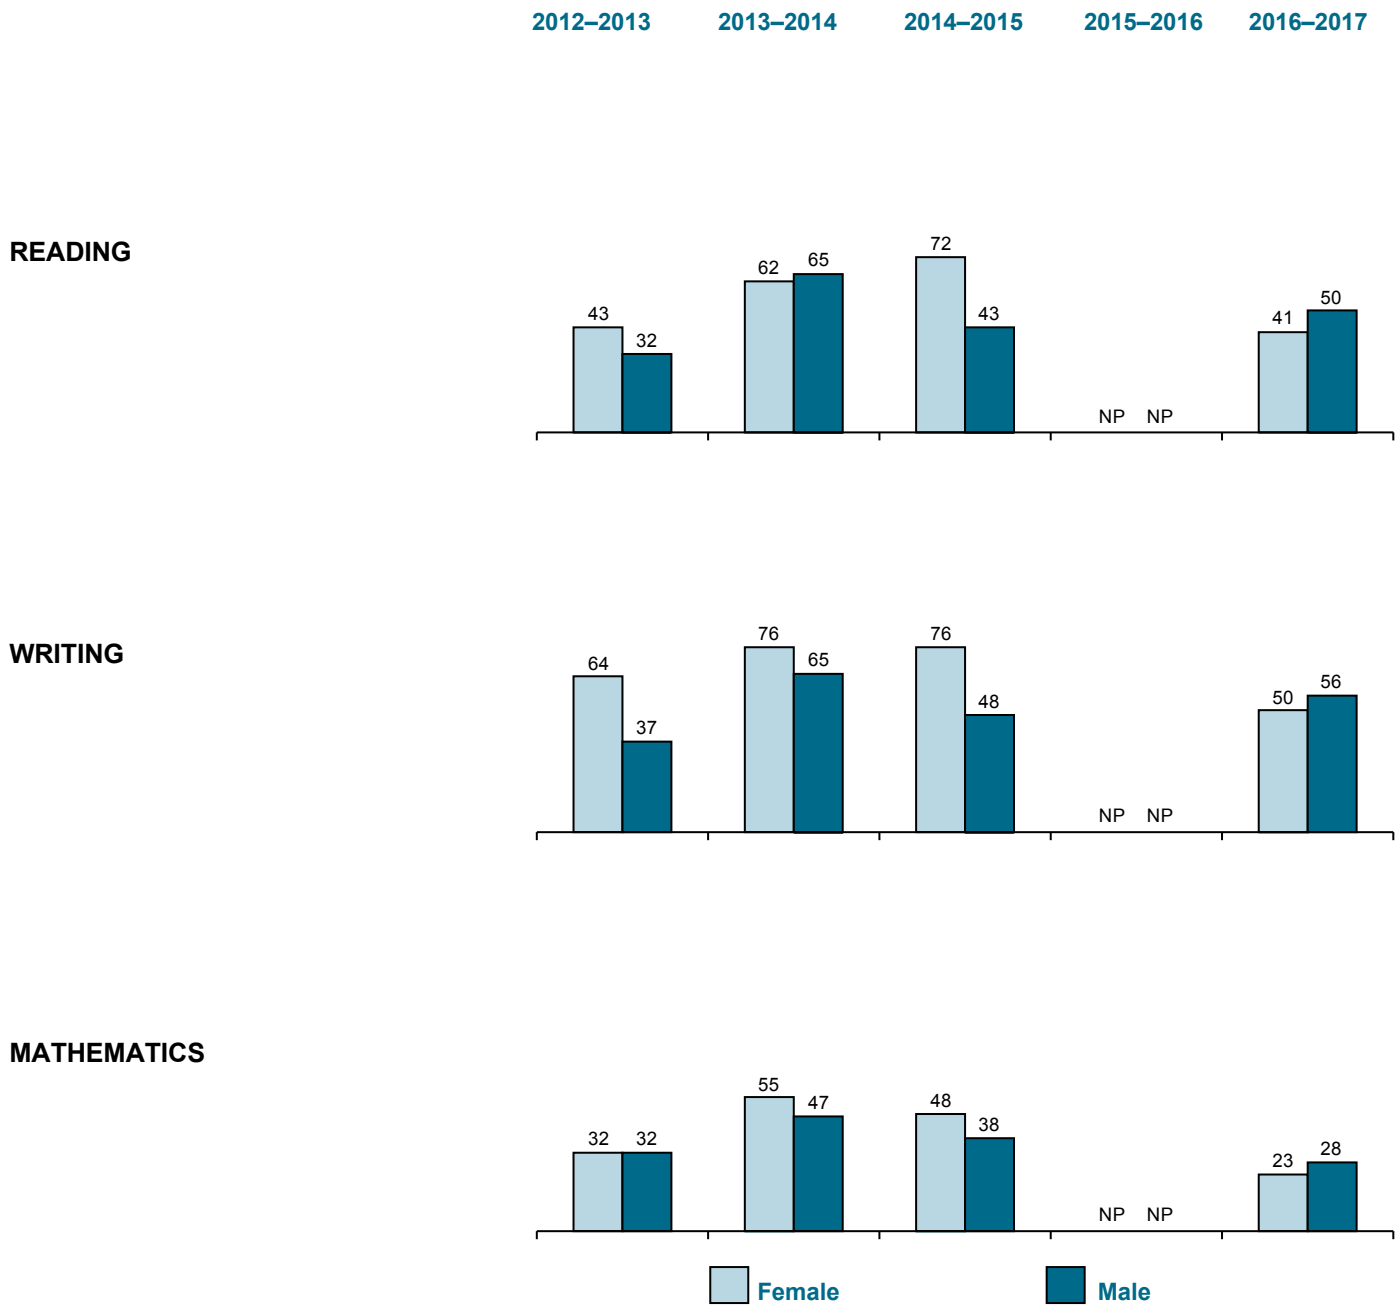 2012–2013 2013–2014 2014–2015 2015–2016 2016–2017
READING
43 32 62 65 72 43 NP NP 41 50
WRITING
64 37 76 65 76 48 NP NP 50 56
MATHEMATICS
32 32 55 47 48 38 NP NP 23 28
Female Male